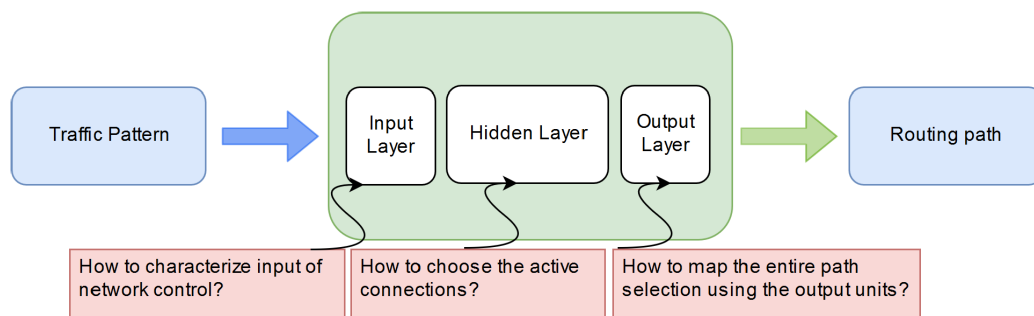 Traffic Pattern
Input
Layer
Hidden Layer
Output
Layer
Routing path
How to characterize input of
network control?
How to choose the active
connections?
How to map the entire path
selection using the output units?